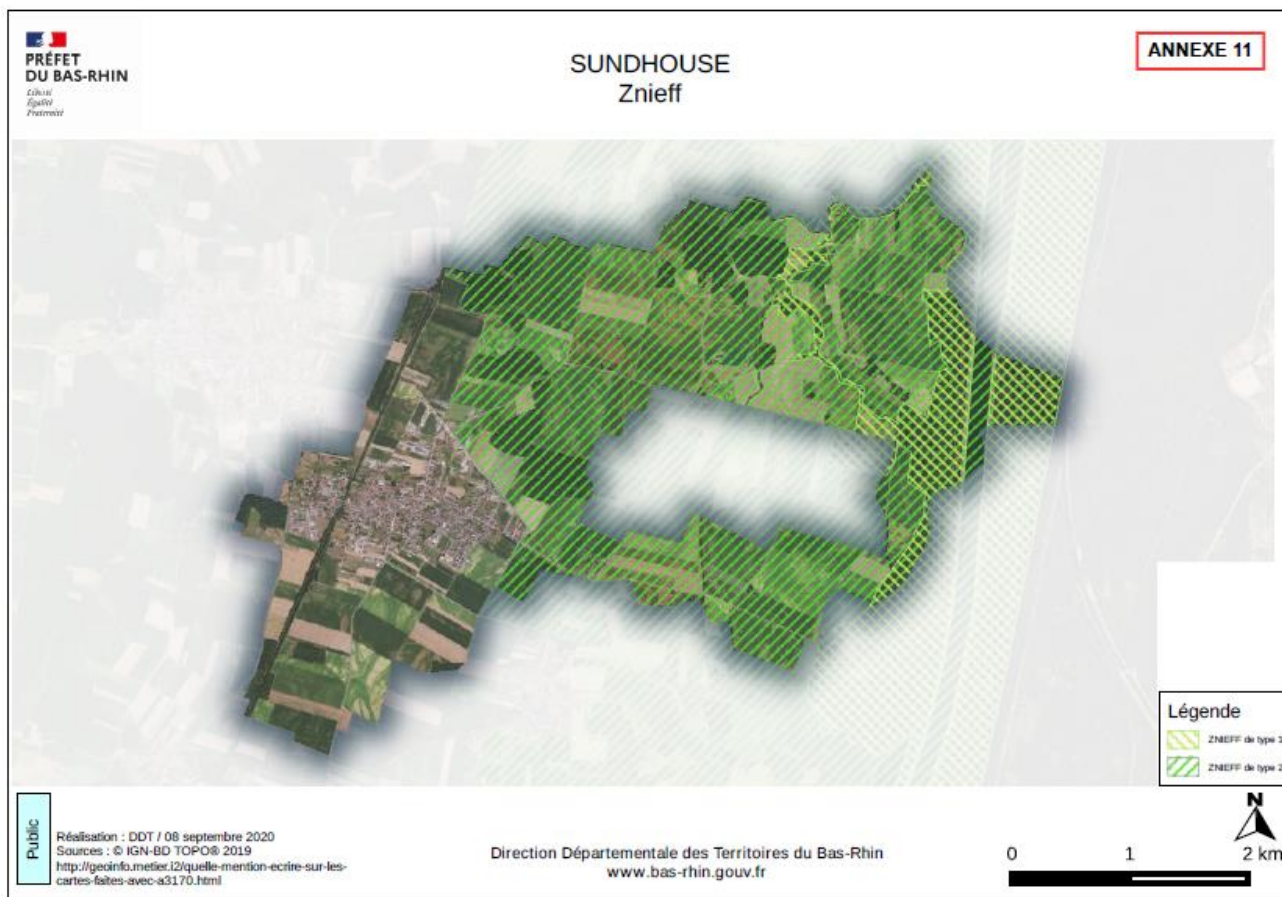 PRÉFET
DU BAS-RHIN
Liberté
Égalité
Fraternité
SUNDHOUSE
Znieff
ANNEXE 11
Légende
ZNIEFF de type 1
ZNIEFF de type 2
Public
Réalisation : DDT / 08 septembre 2020
Sources : © IGN-BD TOPO® 2019
http://geoinfo.metier.i2/quelle-mention-ecrire-sur-les-
cartes-faites-avec-a3170.html
Direction Départementale des Territoires du Bas-Rhin
www.bas-rhin.gouv.fr
N
0 1 2 km